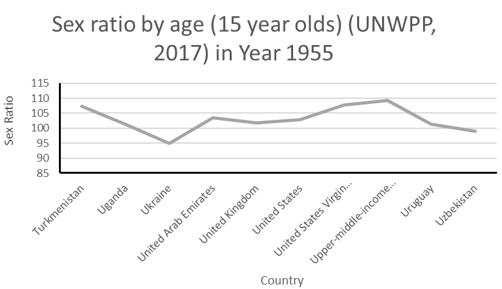 Sex ratio by age (15 year olds) (UNWPP,
2017) in Year 1955
115
110
105
100
95
90
85
Sex Ratio
Turkmenistan
Uganda
Ukraine
United Arab Emirates
United Kingdom
United States
United States Virgin...
Upper-middle-income...
Uruguay
Uzbekistan
Country